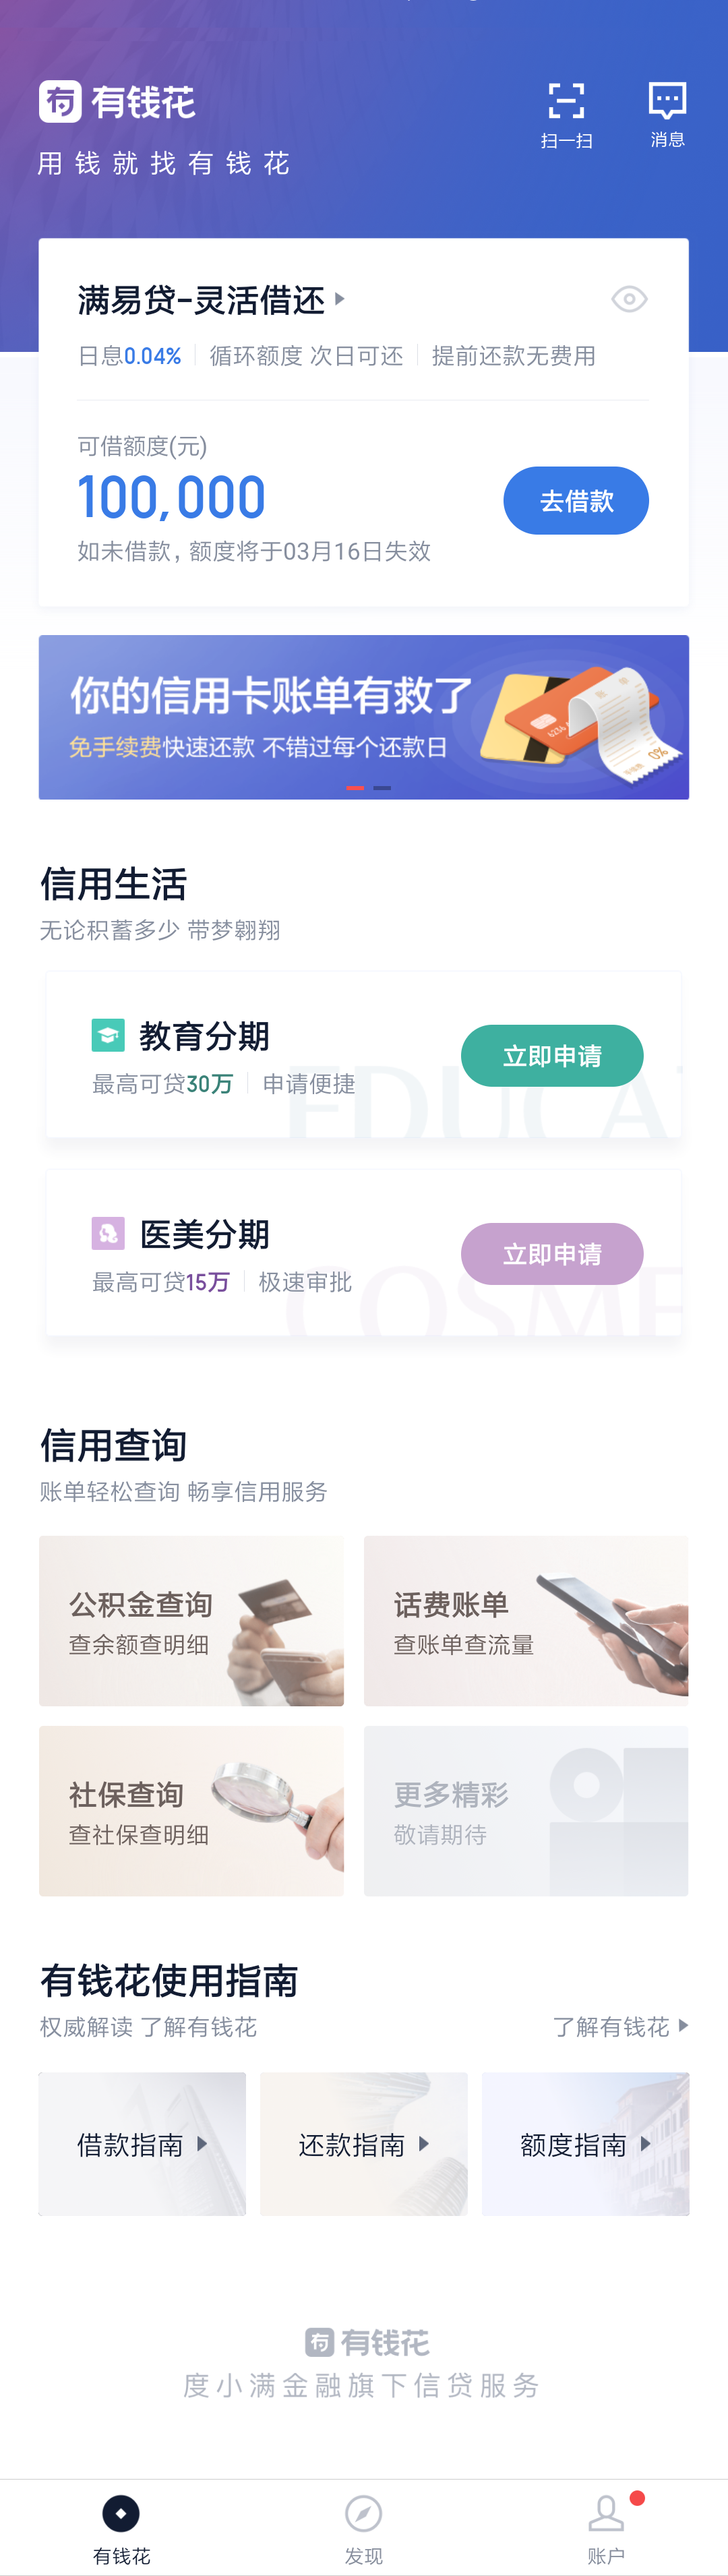 有钱花
扫一扫
消息
用钱就找有钱花
满易贷-灵活借还
日息0.04% 循环额度 次日可还 提前还款无费用
可借额度(元)
100,000
去借款
如未借款，额度将于03月16日失效
你的信用卡账单有救了
免手续费快速还款 不错过每个还款日
0%
信用生活
无论积蓄多少 带梦翱翔
教育分期
立即申请
最高可贷30万 申请便捷
EDUCA
医美分期
立即申请
最高可贷15万 极速审批
COSME
信用查询
账单轻松查询 畅享信用服务
公积金查询
查余额查明细
话费账单
查账单查流量
社保查询
查社保查明细
更多精彩
敬请期待
有钱花使用指南
权威解读 了解有钱花
了解有钱花
借款指南
还款指南
额度指南
有钱花
度小满金融旗下信贷服务
有钱花
发现
账户